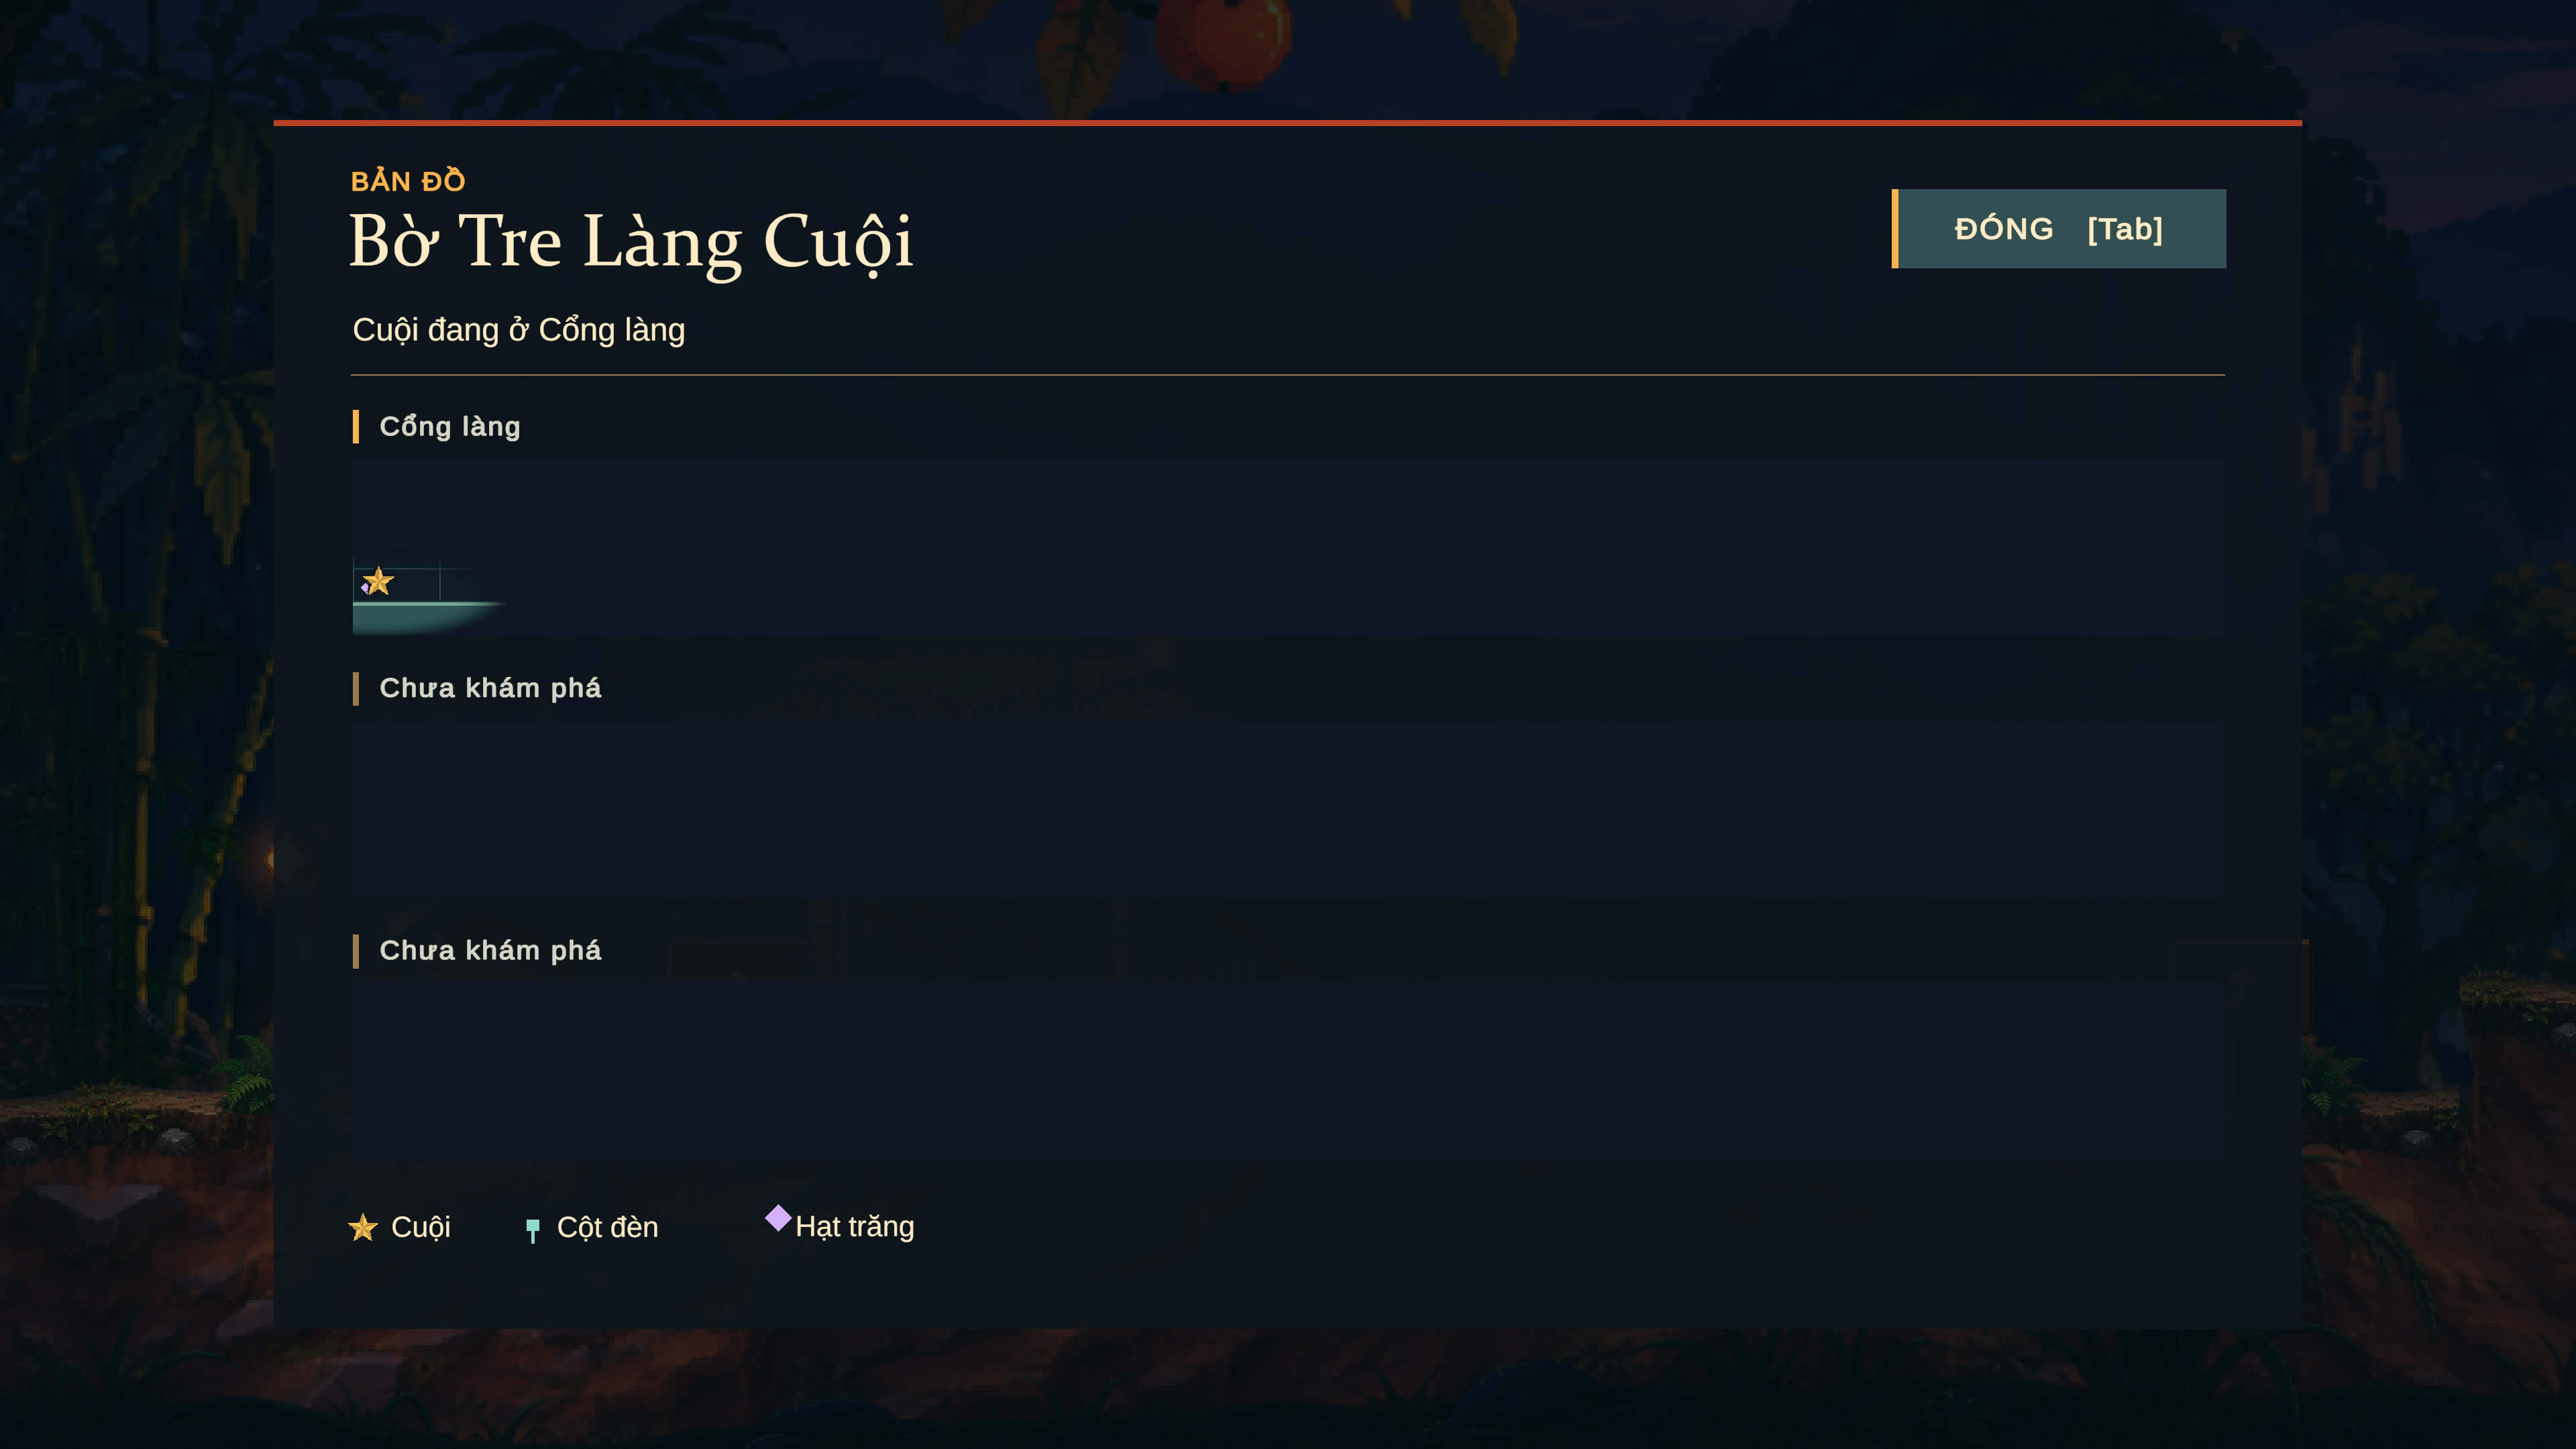 BẢN ĐỒ
Bờ Tre Làng Cuội
ĐÓNG [Tab]
Cuội đang ở Cổng làng
Cổng làng
Chưa khám phá
Chưa khám phá
Cuội Cột đèn Hạt trăng